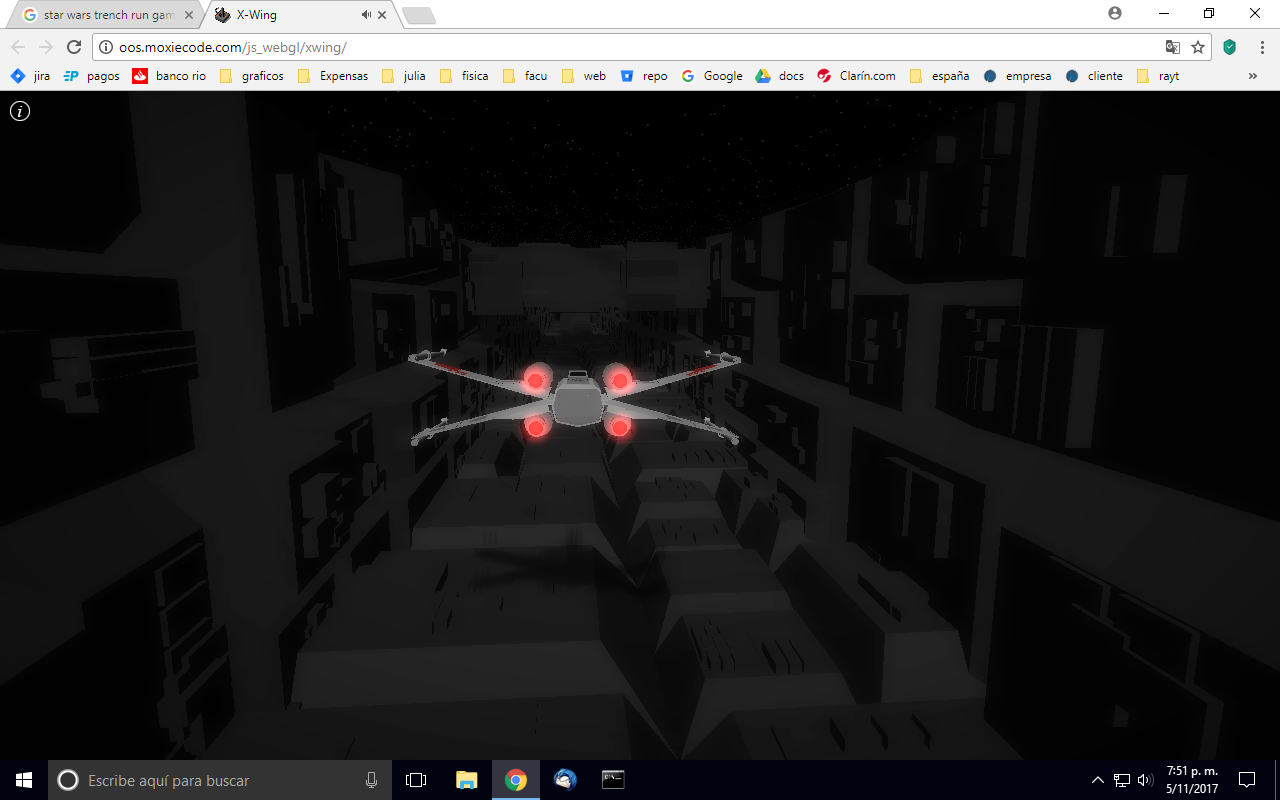 star wars trench run gam
X-Wing
oos.moxiecode.com/js_webgl/xwing/
jira pagos banco rio graficos Expensas julia fisica facu web repo Google docs Clarín.com españa empresa cliente rayt »
i
Escribe aquí para buscar
7:51 p. m.
5/11/2017